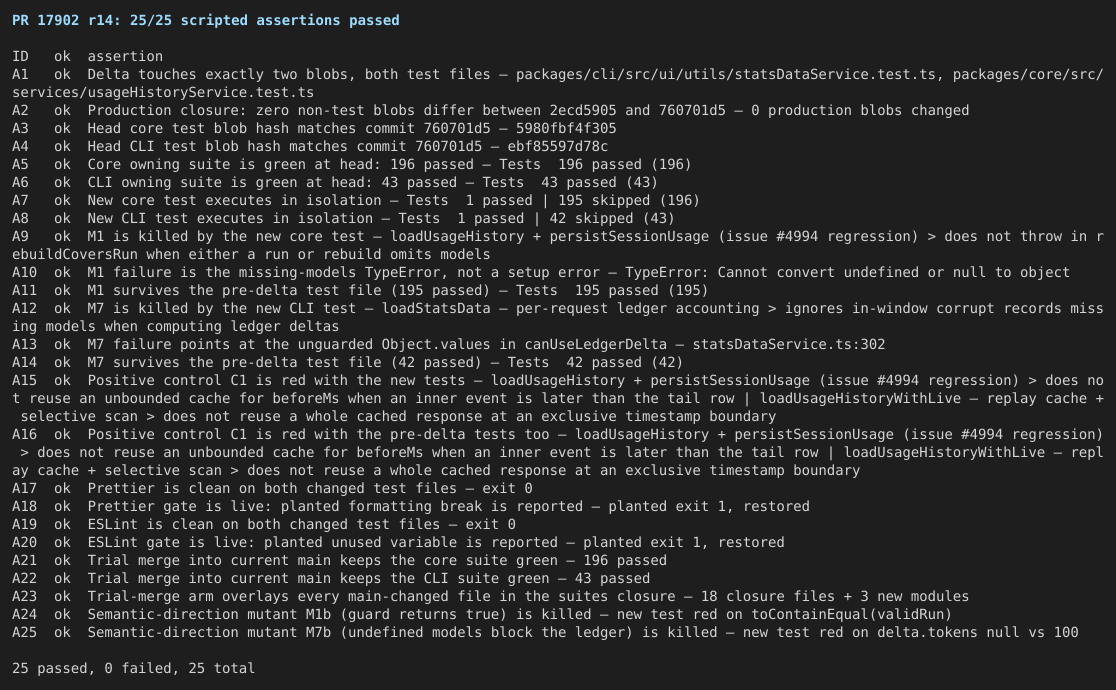 PR 17902 r14: 25/25 scripted assertions passed
ID   ok  assertion
A1   ok  Delta touches exactly two blobs, both test files — packages/cli/src/ui/utils/statsDataService.test.ts, packages/core/src/
services/usageHistoryService.test.ts
A2   ok  Production closure: zero non-test blobs differ between 2ecd5905 and 760701d5 — 0 production blobs changed
A3   ok  Head core test blob hash matches commit 760701d5 — 5980fbf4f305
A4   ok  Head CLI test blob hash matches commit 760701d5 — ebf85597d78c
A5   ok  Core owning suite is green at head: 196 passed — Tests  196 passed (196)
A6   ok  CLI owning suite is green at head: 43 passed — Tests  43 passed (43)
A7   ok  New core test executes in isolation — Tests  1 passed | 195 skipped (196)
A8   ok  New CLI test executes in isolation — Tests  1 passed | 42 skipped (43)
A9   ok  M1 is killed by the new core test — loadUsageHistory + persistSessionUsage (issue #4994 regression) > does not throw in r
ebuildCoversRun when either a run or rebuild omits models
A10  ok  M1 failure is the missing-models TypeError, not a setup error — TypeError: Cannot convert undefined or null to object
A11  ok  M1 survives the pre-delta test file (195 passed) — Tests  195 passed (195)
A12  ok  M7 is killed by the new CLI test — loadStatsData — per-request ledger accounting > ignores in-window corrupt records miss
ing models when computing ledger deltas
A13  ok  M7 failure points at the unguarded Object.values in canUseLedgerDelta — statsDataService.ts:302
A14  ok  M7 survives the pre-delta test file (42 passed) — Tests  42 passed (42)
A15  ok  Positive control C1 is red with the new tests — loadUsageHistory + persistSessionUsage (issue #4994 regression) > does no
t reuse an unbounded cache for beforeMs when an inner event is later than the tail row | loadUsageHistoryWithLive — replay cache +
 selective scan > does not reuse a whole cached response at an exclusive timestamp boundary
A16  ok  Positive control C1 is red with the pre-delta tests too — loadUsageHistory + persistSessionUsage (issue #4994 regression)
 > does not reuse an unbounded cache for beforeMs when an inner event is later than the tail row | loadUsageHistoryWithLive — repl
ay cache + selective scan > does not reuse a whole cached response at an exclusive timestamp boundary
A17  ok  Prettier is clean on both changed test files — exit 0
A18  ok  Prettier gate is live: planted formatting break is reported — planted exit 1, restored
A19  ok  ESLint is clean on both changed test files — exit 0
A20  ok  ESLint gate is live: planted unused variable is reported — planted exit 1, restored
A21  ok  Trial merge into current main keeps the core suite green — 196 passed
A22  ok  Trial merge into current main keeps the CLI suite green — 43 passed
A23  ok  Trial-merge arm overlays every main-changed file in the suites closure — 18 closure files + 3 new modules
A24  ok  Semantic-direction mutant M1b (guard returns true) is killed — new test red on toContainEqual(validRun)
A25  ok  Semantic-direction mutant M7b (undefined models block the ledger) is killed — new test red on delta.tokens null vs 100
25 passed, 0 failed, 25 total